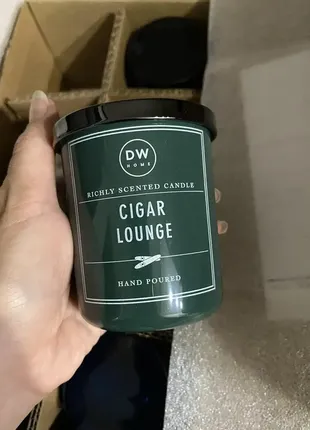 DW
HOME
RICHLY SCENTED CANDLE
CIGAR
LOUNGE
HAND POURED